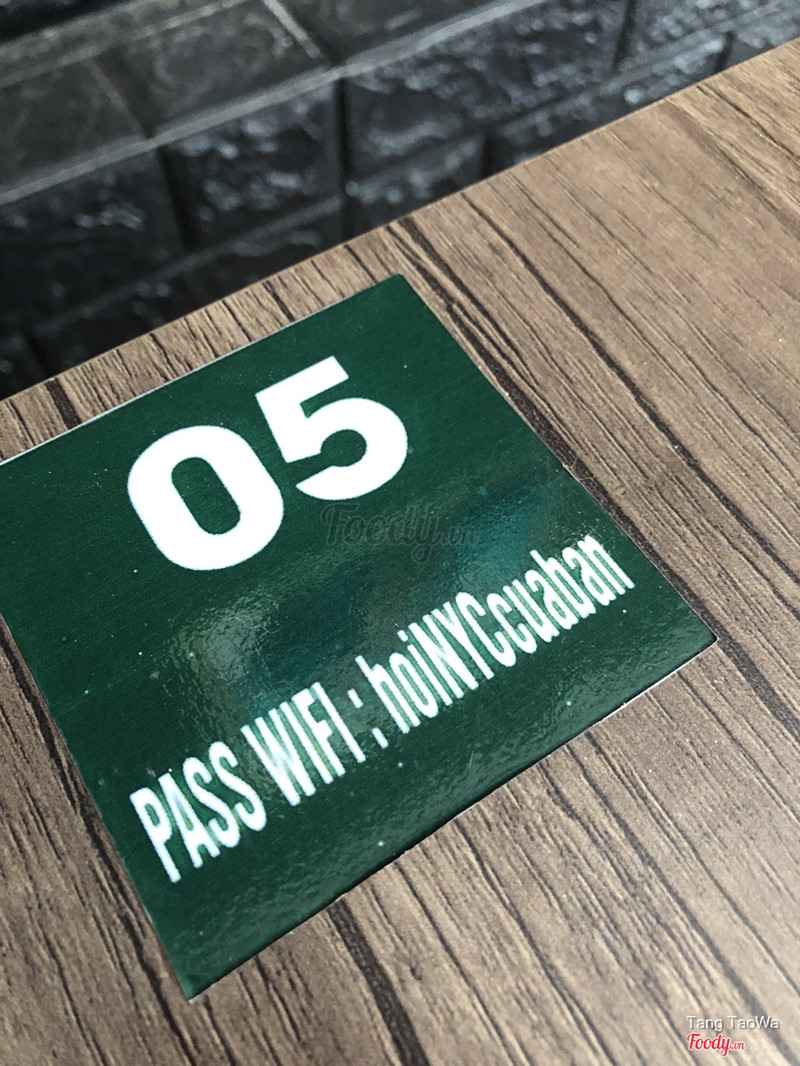 05
Foody.vn
PASS WIFI : hoiNYCcuaban
Tang TaoWa
Foody.vn